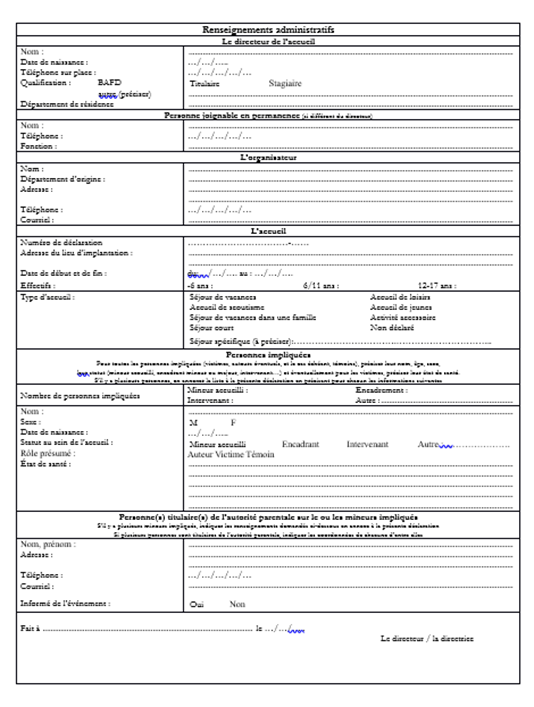 Renseignements administratifs
Le directeur de l'accueil
Nom : ........................................
Date de naissance : .../.../.....
Téléphone sur place : .../.../.../.../...
Qualification : BAFD Titulaire Stagiaire
autre (préciser) ........................................
Département de résidence ........................................
Personne joignable en permanence (si différent du directeur)
Nom : ........................................
Téléphone : .../.../.../.../...
Fonction : ........................................
L'organisateur
Nom : ........................................
Département d'origine : ........................................
Adresse : ........................................
Téléphone : .../.../.../.../...
Courriel : ........................................
L'accueil
Numéro de déclaration ..............................-......
Adresse du lieu d'implantation : ........................................
Date de début et de fin : du..../.../.... au : .../.../....
Effectifs : -6 ans : 6/11 ans : 12-17 ans :
Type d'accueil : Séjour de vacances Accueil de loisirs
Accueil de scoutisme Accueil de jeunes
Séjour de vacances dans une famille Activité accessoire
Séjour court Non déclaré
Séjour spécifique (à préciser):........................................
Personnes impliquées
Pour toutes les personnes impliquées (victimes, auteurs éventuels, et le cas échéant, témoins), préciser leur nom, âge, sexe,
leur statut (mineur accueilli, encadrant mineur ou majeur, intervenant...) et éventuellement pour les victimes, préciser leur état de santé.
S'il y a plusieurs personnes, en annexer la liste à la présente déclaration en précisant pour chacun les informations suivantes
Nombre de personnes impliquées Mineur accueilli : Encadrement :
Intervenant : Autre : ....................
Nom : ........................................
Sexe : M F
Date de naissance : .../.../.....
Statut au sein de l'accueil : Mineur accueilli Encadrant Intervenant Autre :....................
Rôle présumé : Auteur Victime Témoin
État de santé : ........................................
Personne(s) titulaire(s) de l'autorité parentale sur le ou les mineurs impliqués
S'il y a plusieurs mineurs impliqué, indiquer les renseignements demandés ci-dessous en annexe à la présente déclaration
Si plusieurs personnes sont titulaires de l'autorité parentale, indiquer les coordonnées de chacune d'entre elles
Nom, prénom : ........................................
Adresse : ........................................
Téléphone : .../.../.../.../...
Courriel : ........................................
Informé de l'événement : Oui Non
Fait à ........................................ le .../.../....
Le directeur / la directrice